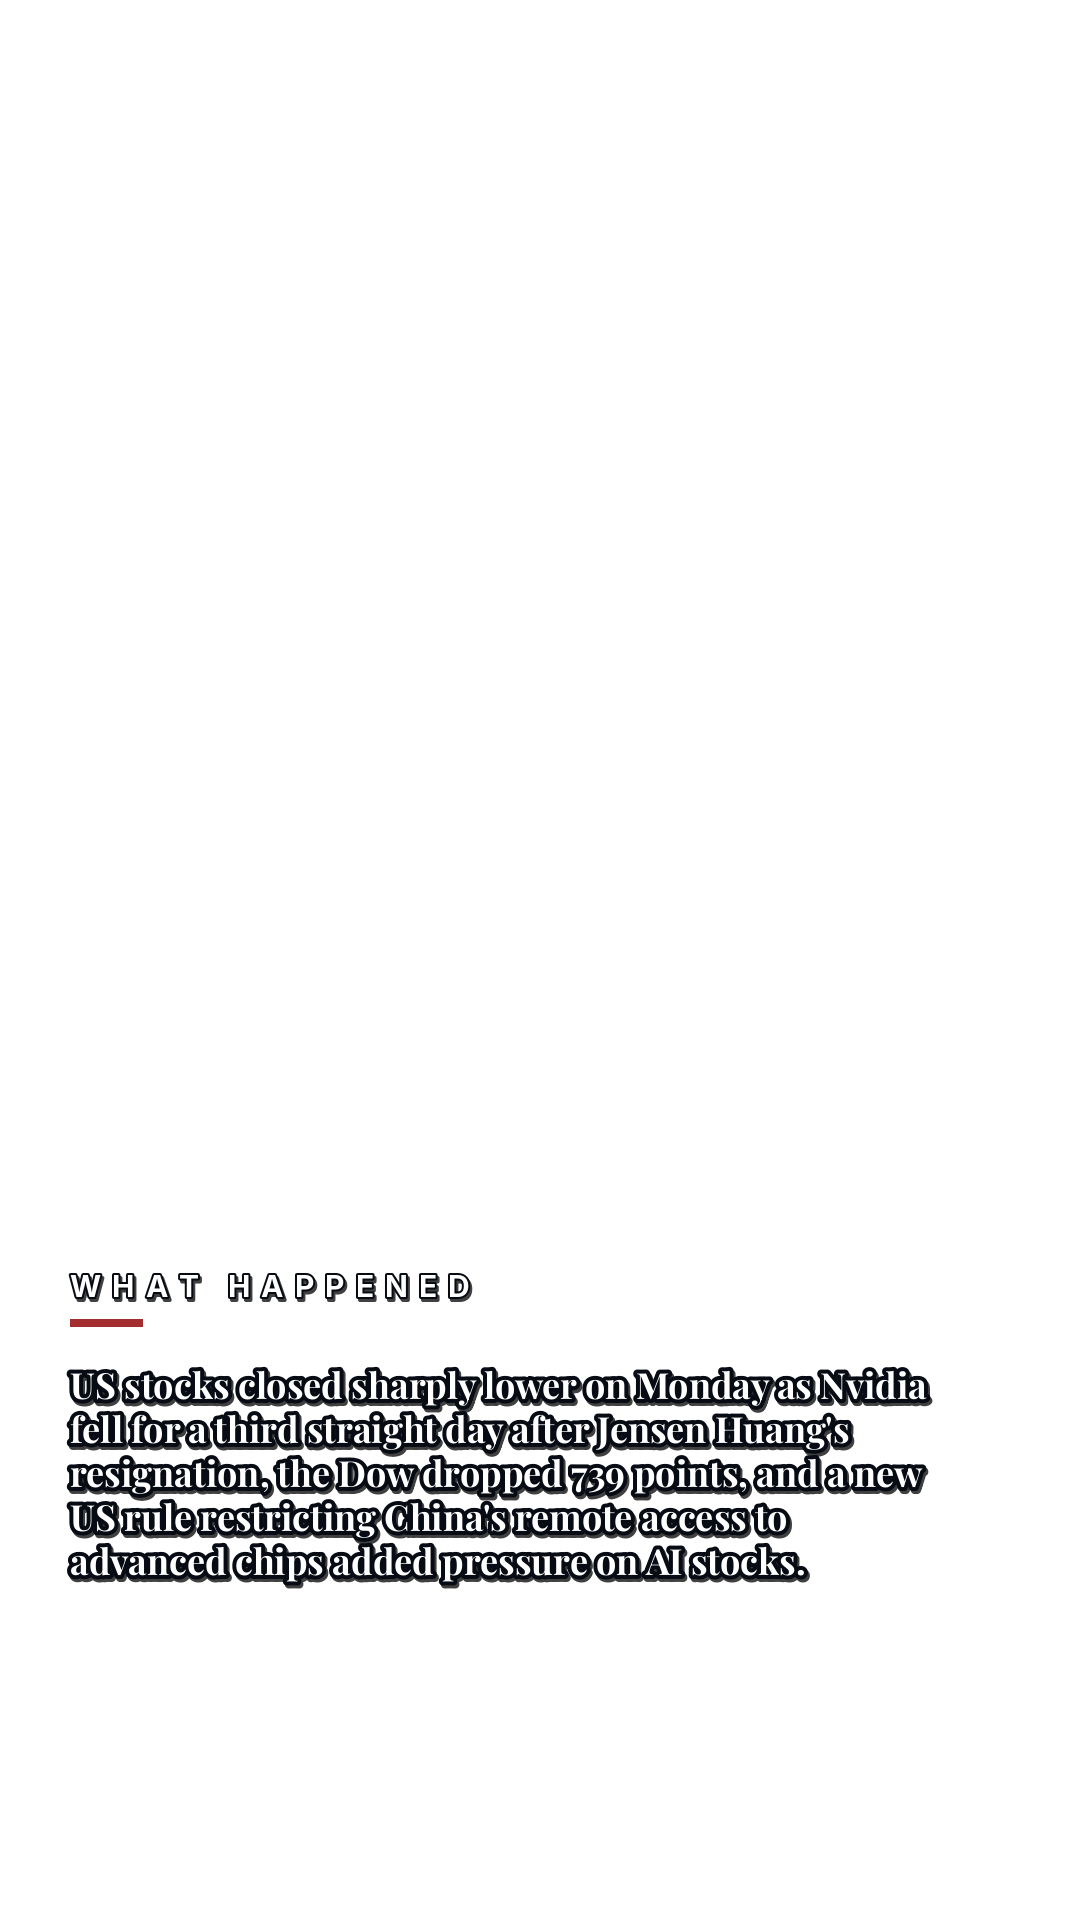 WHAT HAPPENED
US stocks closed sharply lower on Monday as Nvidia
fell for a third straight day after Jensen Huang's
resignation, the Dow dropped 739 points, and a new
US rule restricting China's remote access to
advanced chips added pressure on AI stocks.